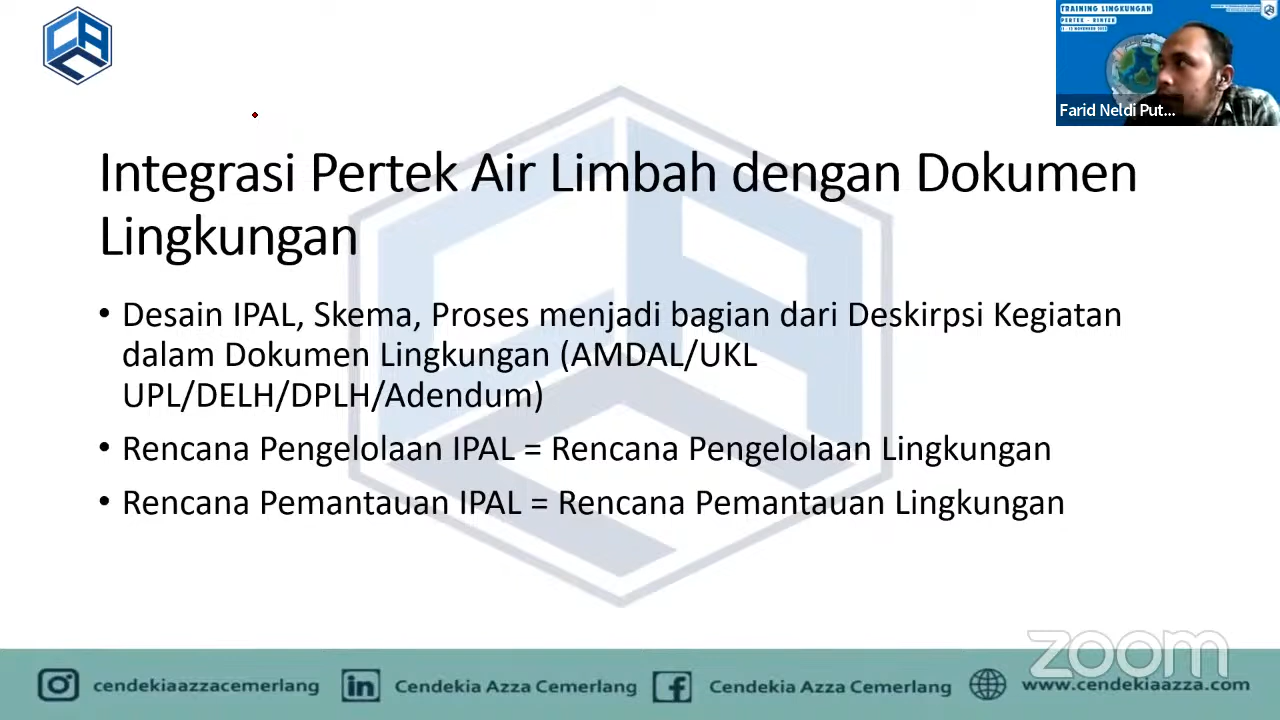 TRAINING LINGKUNGAN
PERTEK - RINTEK
Farid Neldi Put...
Integrasi Pertek Air Limbah dengan Dokumen
Lingkungan
• Desain IPAL, Skema, Proses menjadi bagian dari Deskirpsi Kegiatan
dalam Dokumen Lingkungan (AMDAL/UKL
UPL/DELH/DPLH/Adendum)
• Rencana Pengelolaan IPAL = Rencana Pengelolaan Lingkungan
• Rencana Pemantauan IPAL = Rencana Pemantauan Lingkungan
zoom
cendekiaazzacemerlang
Cendekia Azza Cemerlang
Cendekia Azza Cemerlang
www.cendekiaazza.com